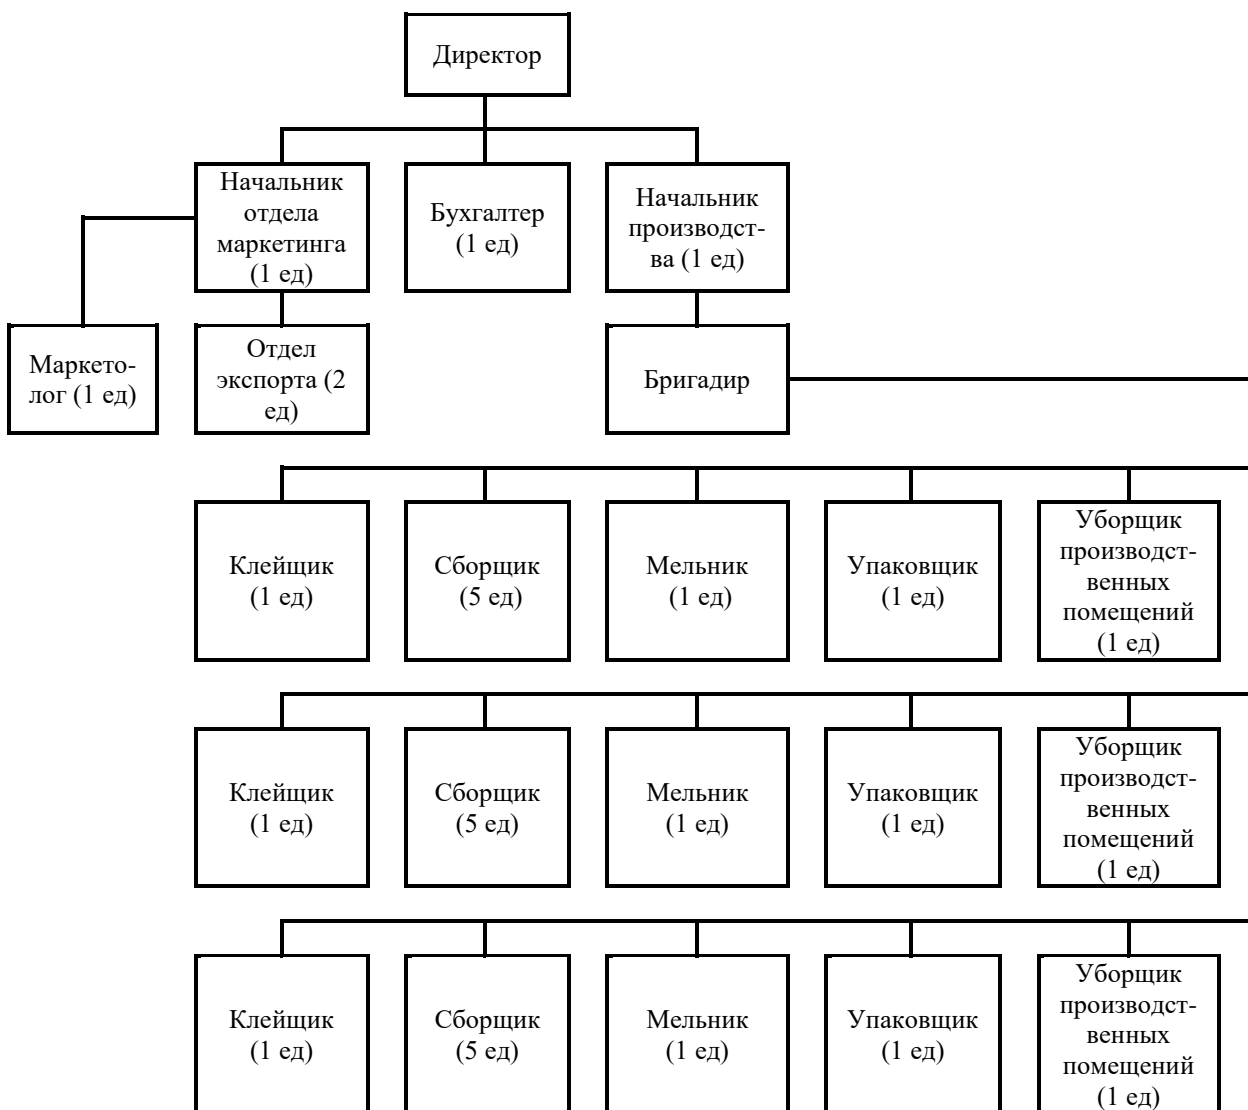 Директор
Начальник
отдела
маркетинга
(1 ед)
Бухгалтер
(1 ед)
Начальник
производст-
ва (1 ед)
Маркето-
лог (1 ед)
Отдел
экспорта (2
ед)
Бригадир
Клейщик
(1 ед)
Сборщик
(5 ед)
Мельник
(1 ед)
Упаковщик
(1 ед)
Уборщик
производст-
венных
помещений
(1 ед)
Клейщик
(1 ед)
Сборщик
(5 ед)
Мельник
(1 ед)
Упаковщик
(1 ед)
Уборщик
производст-
венных
помещений
(1 ед)
Клейщик
(1 ед)
Сборщик
(5 ед)
Мельник
(1 ед)
Упаковщик
(1 ед)
Уборщик
производст-
венных
помещений
(1 ед)